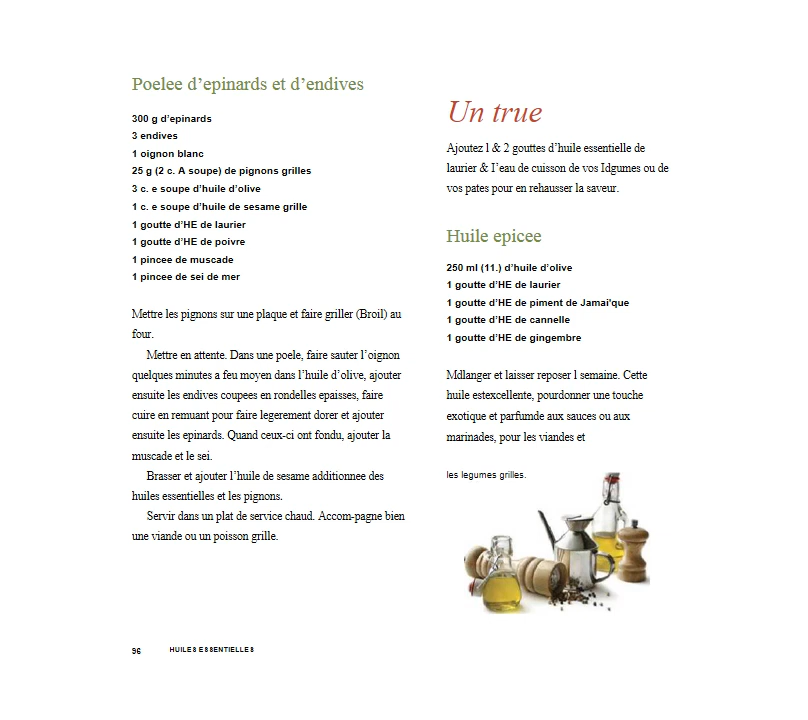 Poelee d’epinards et d’endives
300 g d’epinards
3 endives
1 oignon blanc
25 g (2 c. A soupe) de pignons grilles
3 c. e soupe d’huile d’olive
1 c. e soupe d’huile de sesame grille
1 goutte d’HE de laurier
1 goutte d’HE de poivre
1 pincee de muscade
1 pincee de sei de mer
Mettre les pignons sur une plaque et faire griller (Broil) au
four.
Mettre en attente. Dans une poele, faire sauter l’oignon
quelques minutes a feu moyen dans l’huile d’olive, ajouter
ensuite les endives coupees en rondelles epaisses, faire
cuire en remuant pour faire legerement dorer et ajouter
ensuite les epinards. Quand ceux-ci ont fondu, ajouter la
muscade et le sei.
Brasser et ajouter l’huile de sesame additionnee des
huiles essentielles et les pignons.
Servir dans un plat de service chaud. Accom-pagne bien
une viande ou un poisson grille.
Un true
Ajoutez l & 2 gouttes d’huile essentielle de
laurier & I’eau de cuisson de vos Idgumes ou de
vos pates pour en rehausser la saveur.
Huile epicee
250 ml (11.) d’huile d’olive
1 goutte d’HE de laurier
1 goutte d’HE de piment de Jamai'que
1 goutte d’HE de cannelle
1 goutte d’HE de gingembre
Mdlanger et laisser reposer l semaine. Cette
huile estexcellente, pourdonner une touche
exotique et parfumde aux sauces ou aux
marinades, pour les viandes et
les legumes grilles.
96 HUILES ESSENTIELLES